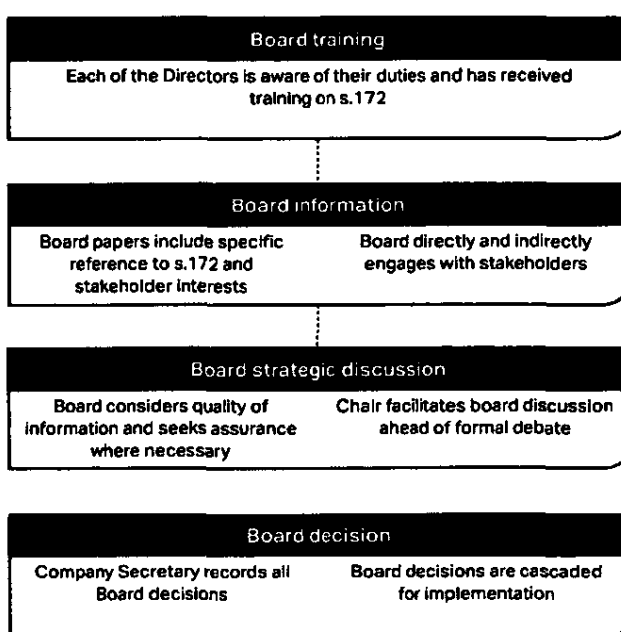 Board training
Each of the Directors is aware of their duties and has received
training on s.172
Board information
Board papers include specific
reference to s.172 and
stakeholder interests
Board directly and indirectly
engages with stakeholders
Board strategic discussion
Board considers quality of
information and seeks assurance
where necessary
Chair facilitates board discussion
ahead of formal debate
Board decision
Company Secretary records all
Board decisions
Board decisions are cascaded
for implementation